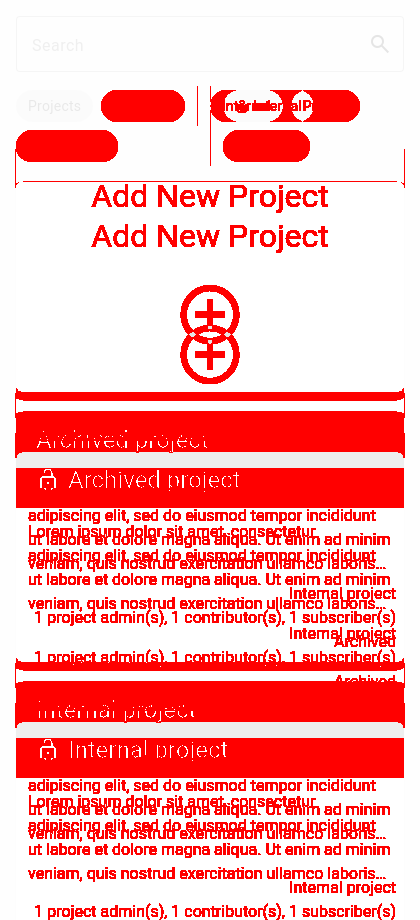 Search
Projects
Add New Project
Add New Project
Archived project
Archived project
adipiscing elit, sed do eiusmod tempor incididunt
Lorem ipsum dolor sit amet, consectetur
ut labore et dolore magna aliqua. Ut enim ad minim
adipiscing elit, sed do eiusmod tempor incididunt
veniam, quis nostrud exercitation ullamco laboris...
ut labore et dolore magna aliqua. Ut enim ad minim
Internal project
veniam, quis nostrud exercitation ullamco laboris...
1 project admin(s), 1 contributor(s), 1 subscriber(s)
Internal project
Archived
1 project admin(s), 1 contributor(s), 1 subscriber(s)
Archived
Internal project
Internal project
adipiscing elit, sed do eiusmod tempor incididunt
Lorem ipsum dolor sit amet, consectetur
ut labore et dolore magna aliqua. Ut enim ad minim
adipiscing elit, sed do eiusmod tempor incididunt
veniam, quis nostrud exercitation ullamco laboris...
ut labore et dolore magna aliqua. Ut enim ad minim
veniam, quis nostrud exercitation ullamco laboris...
Internal project
1 project admin(s), 1 contributor(s), 1 subscriber(s)